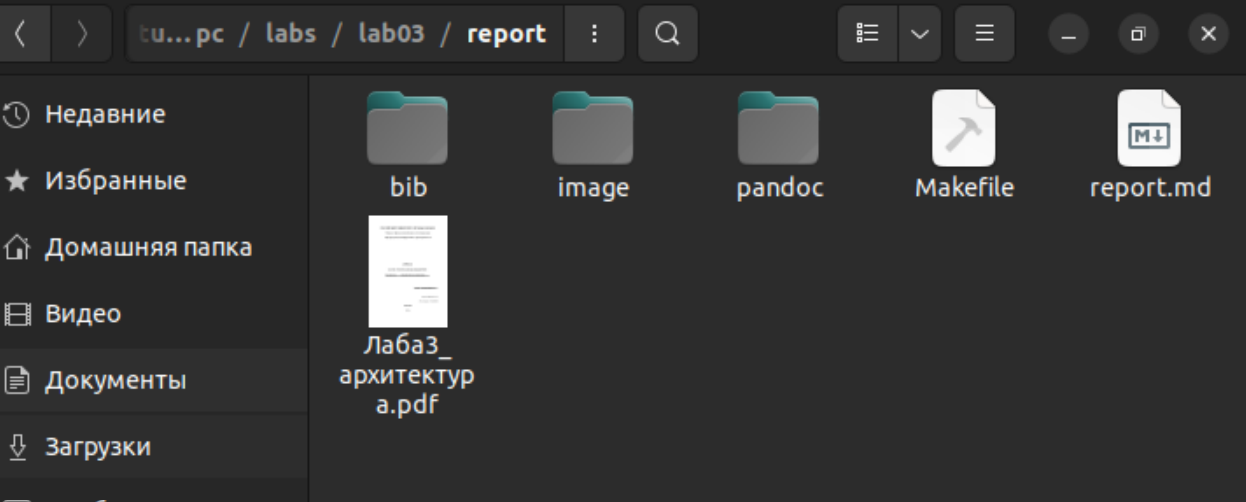 tu... pc / labs / lab03 / report
Недавние
Избранные
Домашняя папка
Видео
Документы
Загрузки
bib
image
pandoc
Makefile
M
report.md
Лаба3_
архитектур
а.pdf